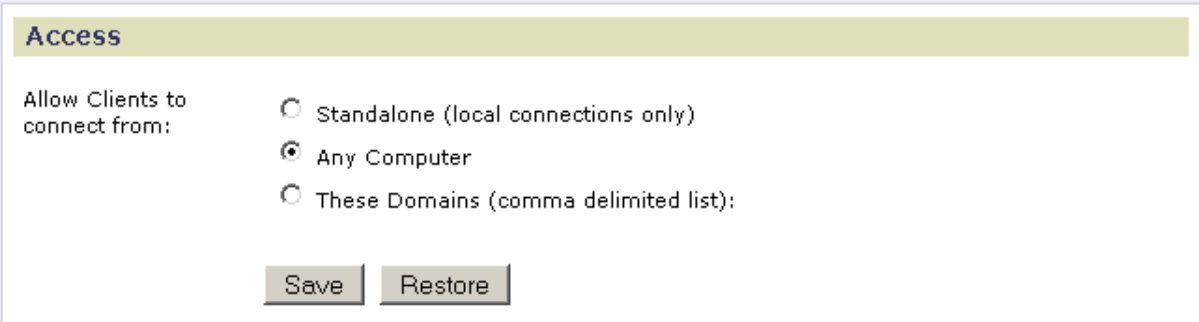 Access
Allow Clients to
connect from:
Standalone (local connections only)
Any Computer
These Domains (comma delimited list):
Save Restore